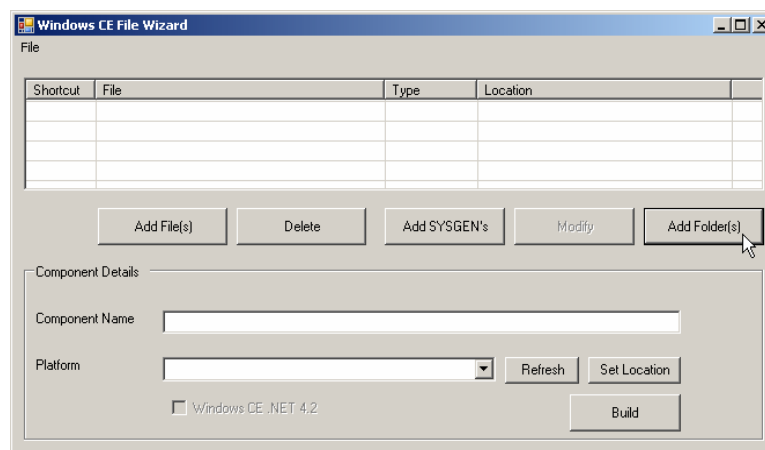 Windows CE File Wizard
File
Shortcut File Type Location
Add File(s) Delete Add SYSGEN's Modify Add Folder(s)
Component Details
Component Name
Platform Refresh Set Location
Windows CE .NET 4.2 Build